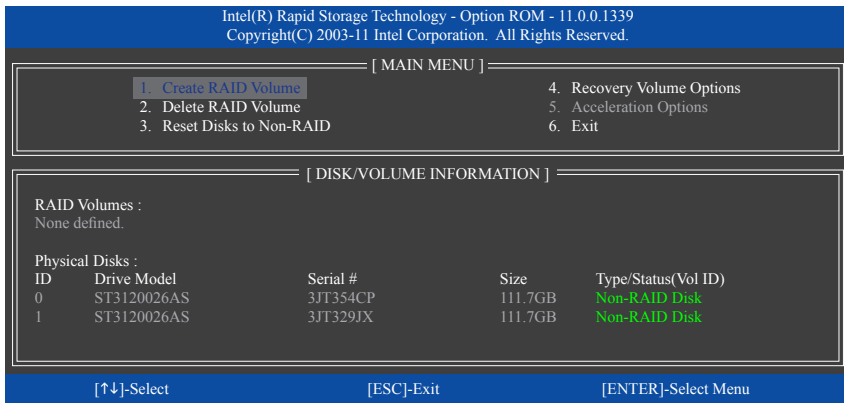 Intel(R) Rapid Storage Technology - Option ROM - 11.0.0.1339
Copyright(C) 2003-11 Intel Corporation. All Rights Reserved.
[ MAIN MENU ]
1. Create RAID Volume 4. Recovery Volume Options
2. Delete RAID Volume 5. Acceleration Options
3. Reset Disks to Non-RAID 6. Exit
[ DISK/VOLUME INFORMATION ]
RAID Volumes :
None defined.
Physical Disks :
ID Drive Model Serial # Size Type/Status(Vol ID)
0 ST3120026AS 3JT354CP 111.7GB Non-RAID Disk
1 ST3120026AS 3JT329JX 111.7GB Non-RAID Disk
[↑↓]-Select [ESC]-Exit [ENTER]-Select Menu